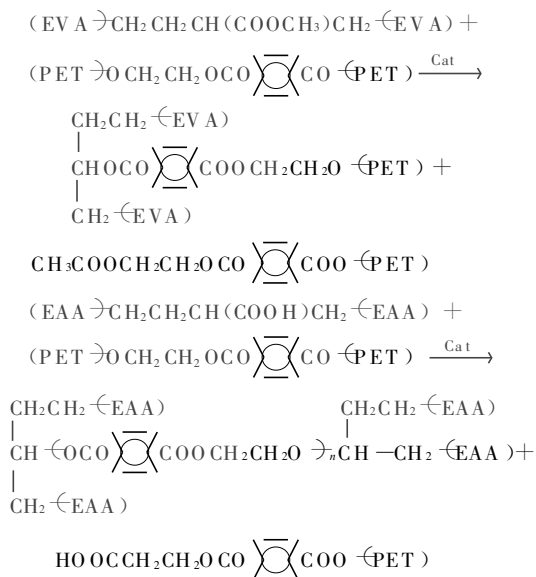 (EVA)CH₂CH₂CH(COOCH₃)CH₂(EVA) +
(PET)OCH₂CH₂OCO CO(PET) Cat
CH₂CH₂(EVA)
CHOCO COOCH₂CH₂O(PET) +
CH₂(EVA)
CH₃COOCH₂CH₂OCO COO(PET)
(EAA)CH₂CH₂CH(COOH)CH₂(EAA) +
(PET)OCH₂CH₂OCO CO(PET) Cat
CH₂CH₂(EAA) CH₂CH₂(EAA)
CH(OCO COOCH₂CH₂O)ₙCH—CH₂(EAA)+
CH₂(EAA)
HOOCCH₂CH₂OCO COO(PET)